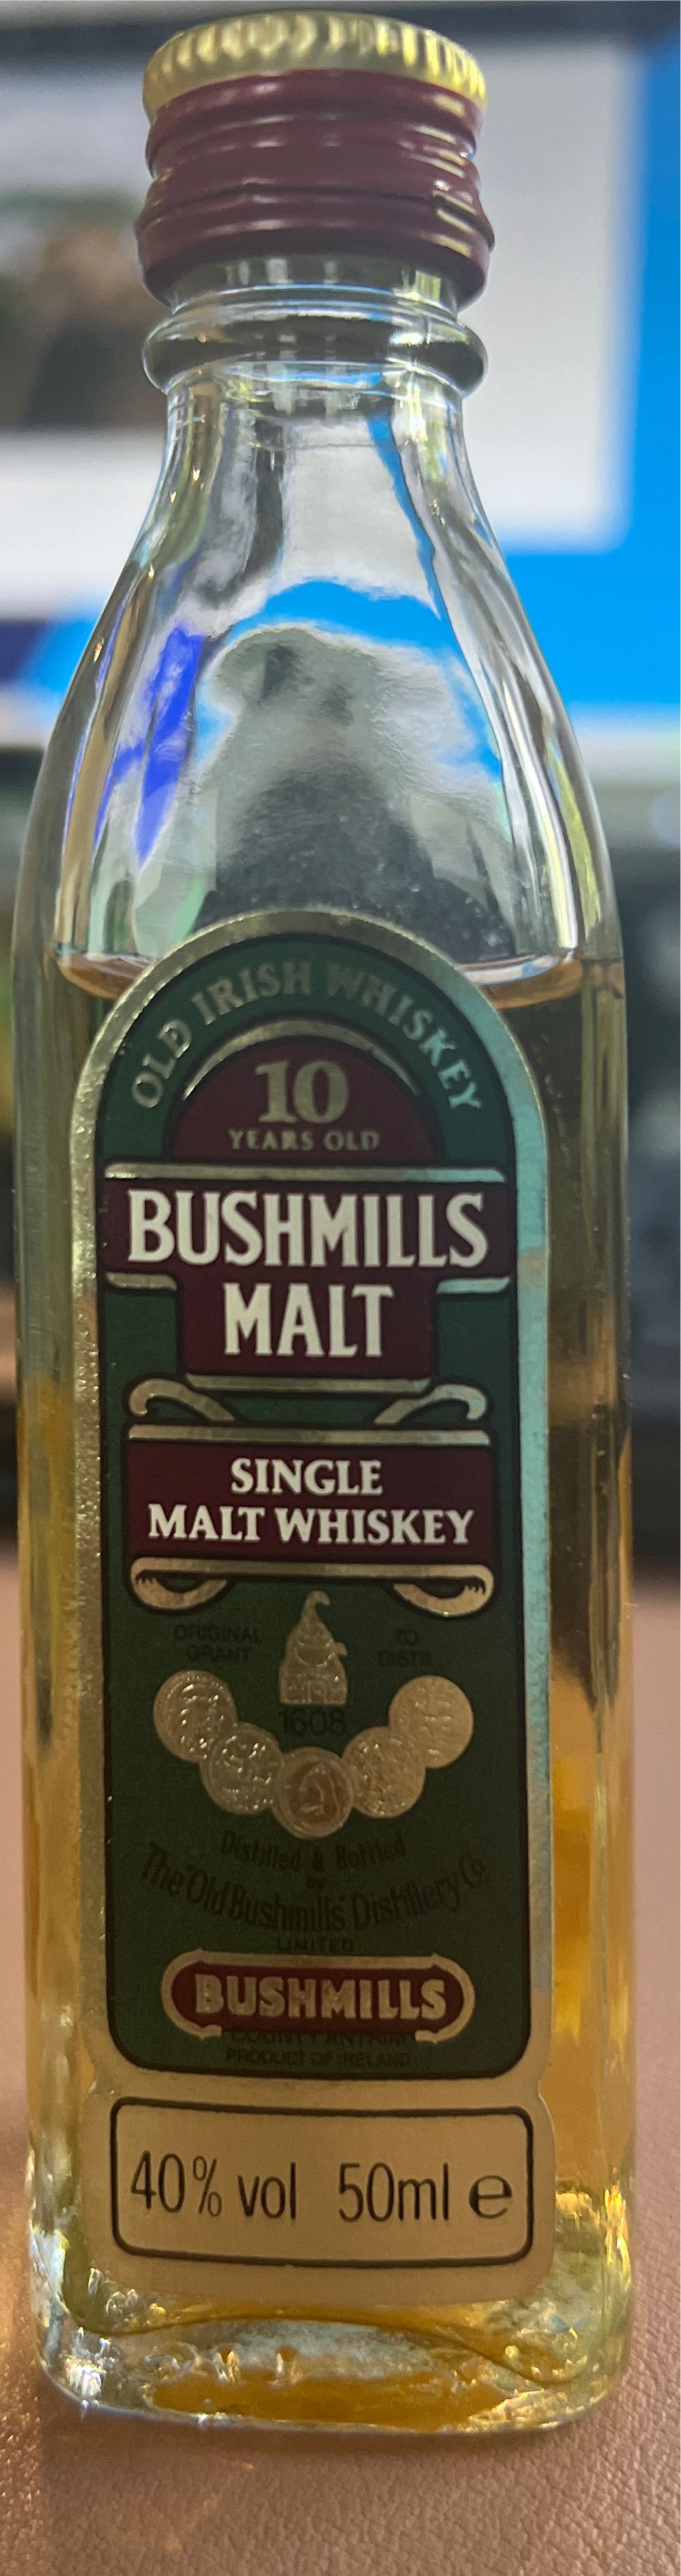 OLD IRISH WHISKEY
10
YEARS OLD
BUSHMILLS
MALT
SINGLE
MALT WHISKEY
ORIGINAL GRANT
TO DISTIL
1608
Distilled & Bottled
by
The "Old Bushmills" Distillery Co.
LIMITED
BUSHMILLS
COUNTY ANTRIM
PRODUCT OF IRELAND
40% vol 50ml e